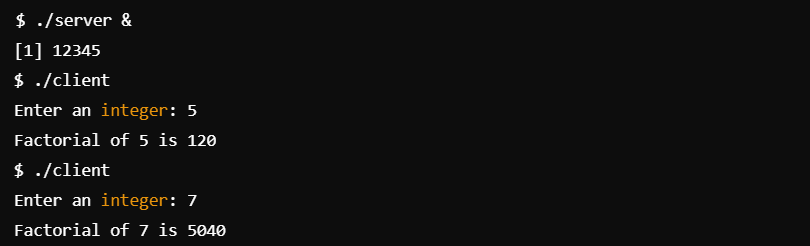 $ ./server &
[1] 12345
$ ./client
Enter an integer: 5
Factorial of 5 is 120
$ ./client
Enter an integer: 7
Factorial of 7 is 5040